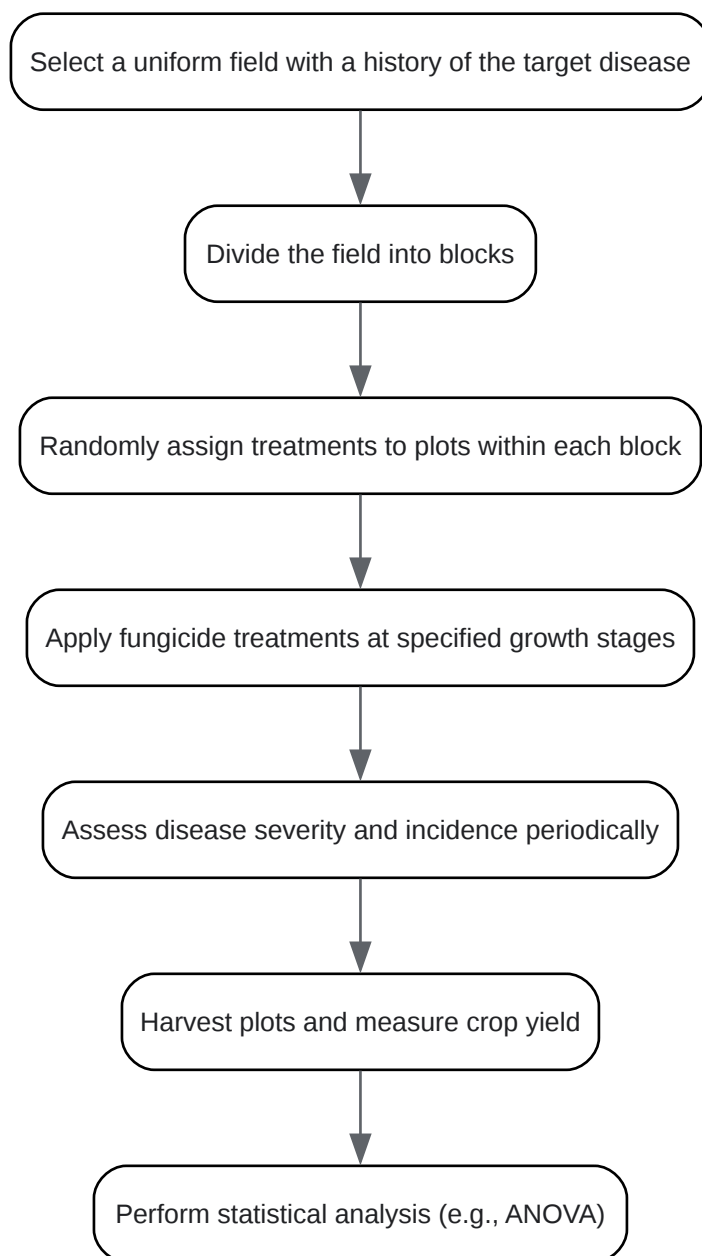 Select a uniform field with a history of the target disease
Divide the field into blocks
Randomly assign treatments to plots within each block
Apply fungicide treatments at specified growth stages
Assess disease severity and incidence periodically
Harvest plots and measure crop yield
Perform statistical analysis (e.g., ANOVA)